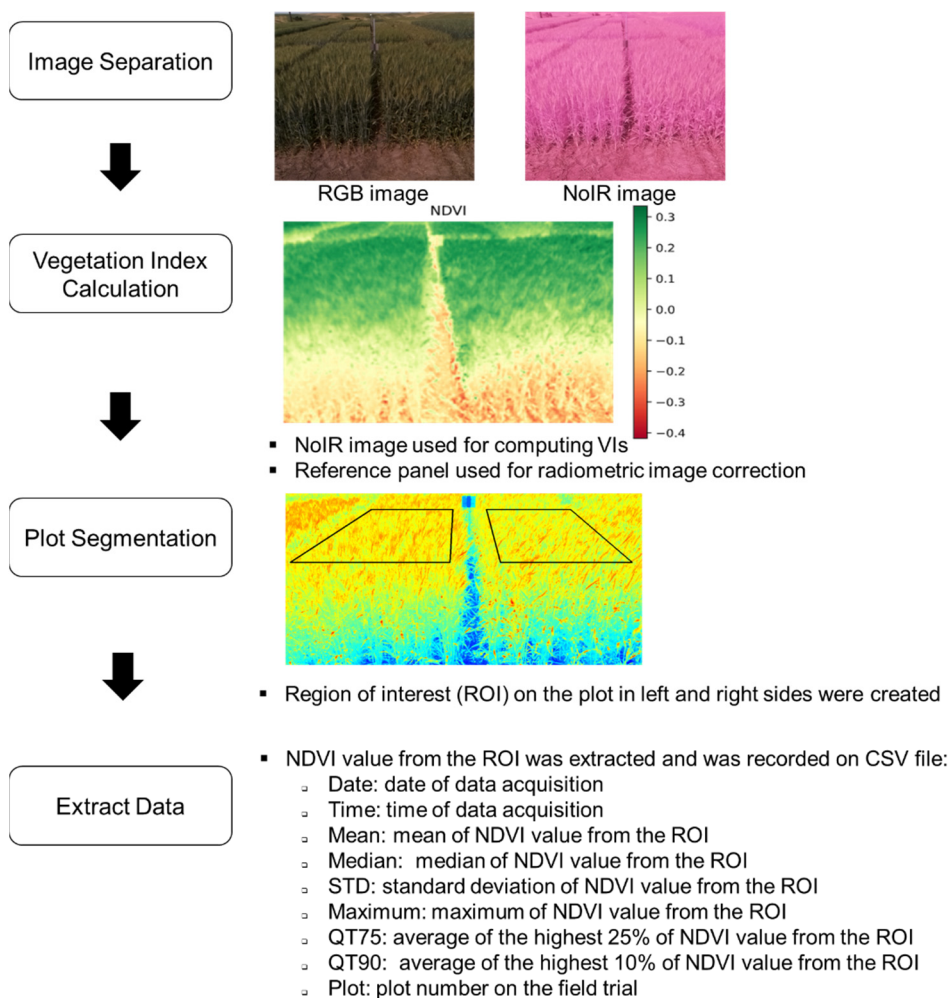 Image Separation
RGB image
NoIR image
NDVI
0.3
0.2
0.1
0.0
−0.1
−0.2
−0.3
−0.4
Vegetation Index
Calculation
▪ NoIR image used for computing VIs
▪ Reference panel used for radiometric image correction
Plot Segmentation
▪ Region of interest (ROI) on the plot in left and right sides were created
Extract Data
▪ NDVI value from the ROI was extracted and was recorded on CSV file:
▫ Date: date of data acquisition
▫ Time: time of data acquisition
▫ Mean: mean of NDVI value from the ROI
▫ Median: median of NDVI value from the ROI
▫ STD: standard deviation of NDVI value from the ROI
▫ Maximum: maximum of NDVI value from the ROI
▫ QT75: average of the highest 25% of NDVI value from the ROI
▫ QT90: average of the highest 10% of NDVI value from the ROI
▫ Plot: plot number on the field trial